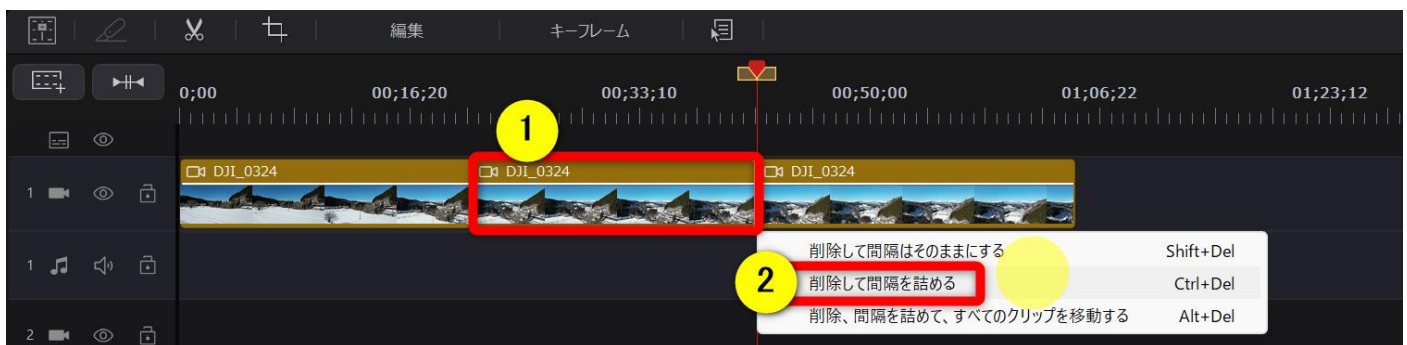 編集 キーフレーム
0;00 00;16;20 00;33;10 00;50;00 01;06;22 01;23;12
1
DJI_0324 DJI_0324 DJI_0324
1
削除して間隔はそのままにする Shift+Del
1
2 削除して間隔を詰める Ctrl+Del
削除、間隔を詰めて、すべてのクリップを移動する Alt+Del
2